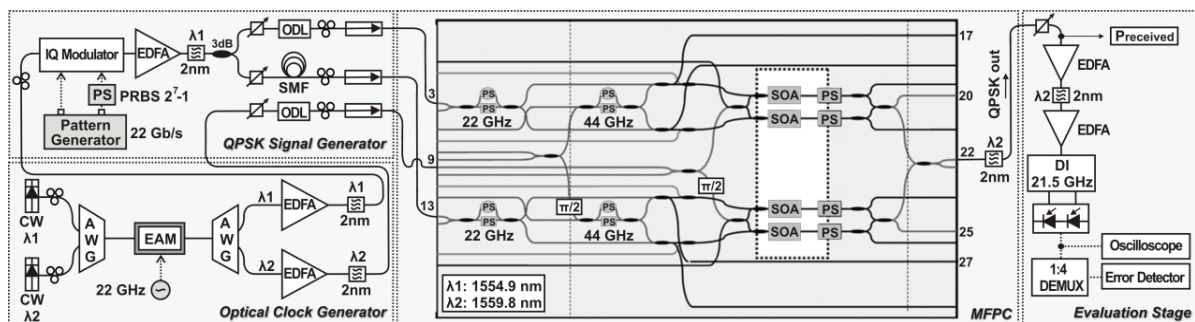 IQ Modulator
EDFA
λ1
2nm
3dB
ODL
SMF
ODL
PS
PRBS 2⁷-1
Pattern
Generator
22 Gb/s
QPSK Signal Generator
CW
λ1
CW
λ2
AWG
EAM
22 GHz
AWG
λ1
EDFA
λ1
2nm
λ2
EDFA
λ2
2nm
Optical Clock Generator
3
9
13
PS
PS
22 GHz
PS
PS
44 GHz
π/2
π/2
PS
PS
22 GHz
PS
PS
44 GHz
SOA
PS
SOA
PS
SOA
PS
SOA
PS
17
20
22
25
27
λ1: 1554.9 nm
λ2: 1559.8 nm
MFPC
QPSK out
λ2
2nm
Preceived
EDFA
λ2
2nm
EDFA
DI
21.5 GHz
Oscilloscope
1:4
DEMUX
Error Detector
Evaluation Stage